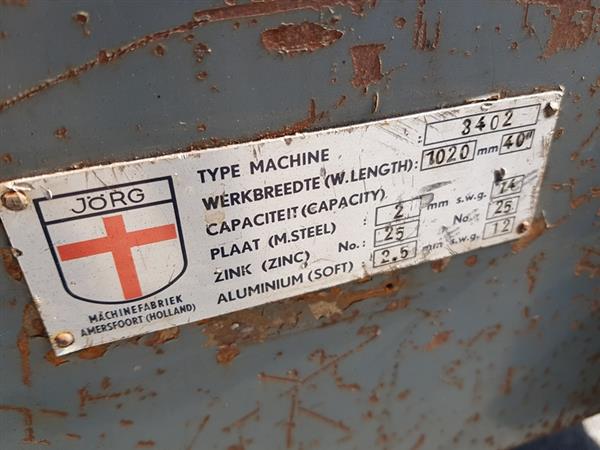 JÖRG
MACHINEFABRIEK
AMERSFOORT (HOLLAND)
TYPE MACHINE : 3402
WERKBREEDTE (W.LENGTH) : 1020 mm 40"
CAPACITEIT (CAPACITY)
PLAAT (M.STEEL) : 2 mm s.w.g. 14
ZINK (ZINC) No. : 25 No. : 25
ALUMINIUM (SOFT) : 2.5 mm s.w.g. 12